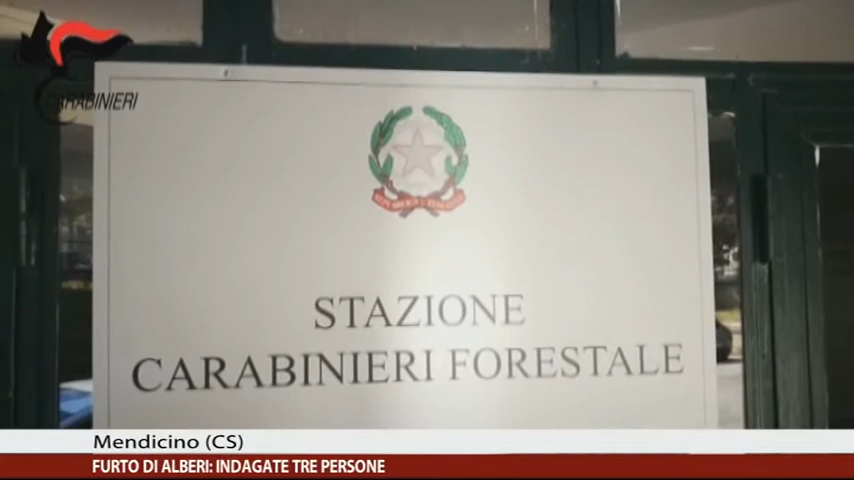 CARABINIERI
STAZIONE
CARABINIERI FORESTALE
Mendicino (CS)
FURTO DI ALBERI: INDAGATE TRE PERSONE